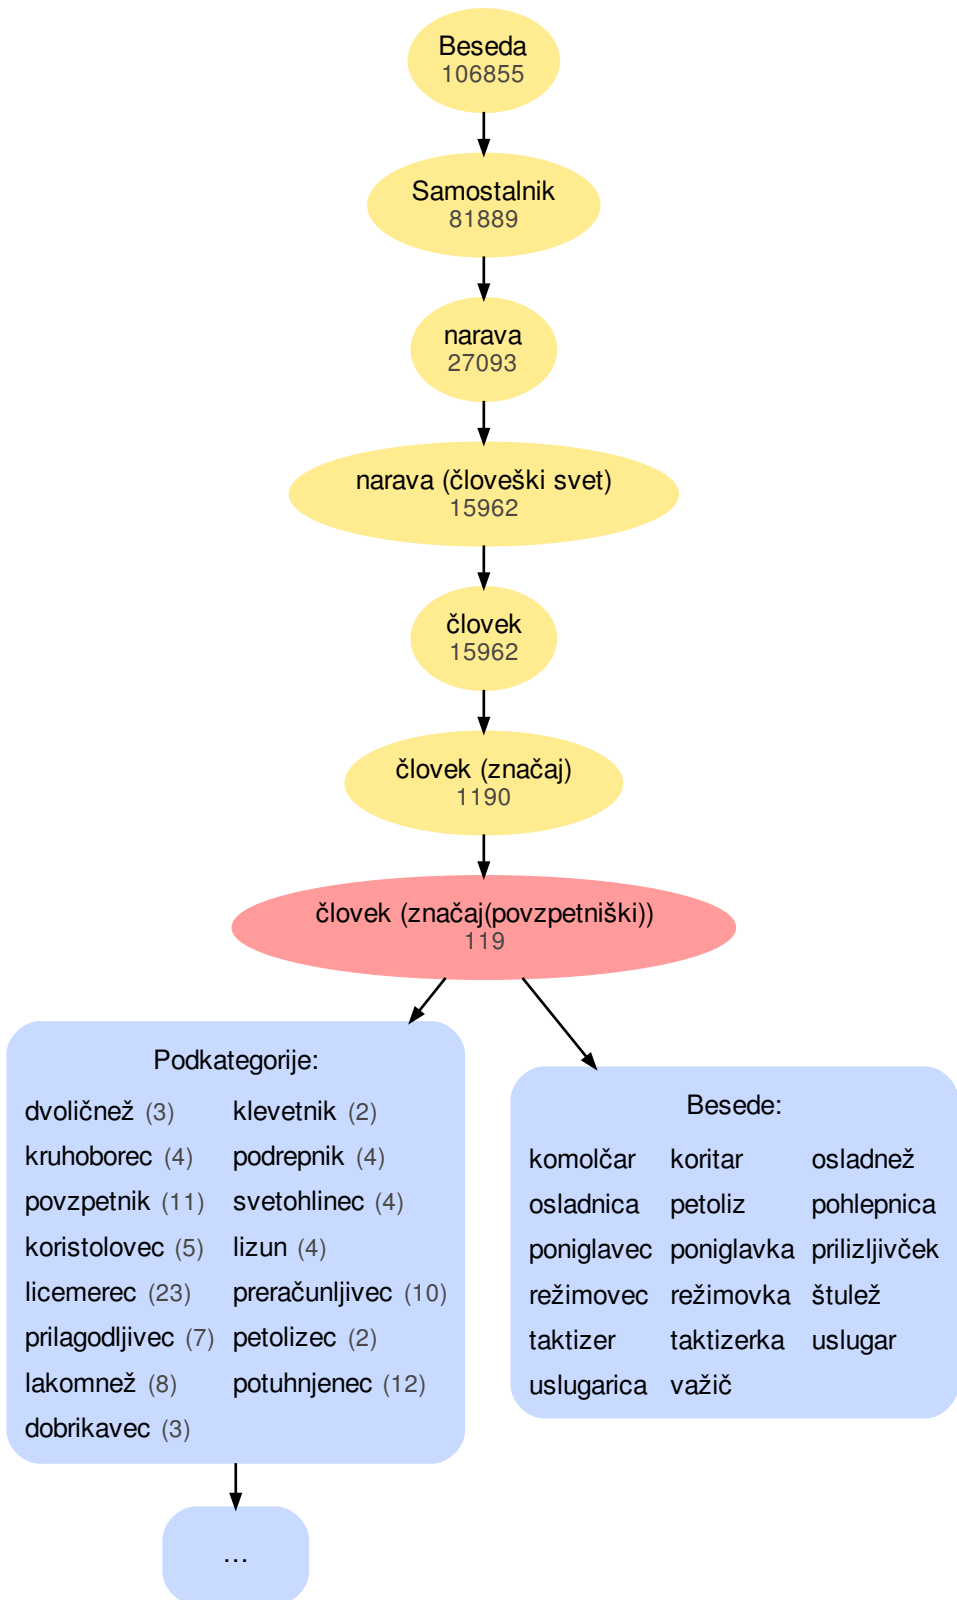 Beseda
106855
Samostalnik
81889
narava
27093
narava (človeški svet)
15962
človek
15962
človek (značaj)
1190
človek (značaj(povzpetniški))
119
Podkategorije:
dvoličnež (3) klevetnik (2)
kruhoborec (4) podrepnik (4)
povzpetnik (11) svetohlinec (4)
koristolovec (5) lizun (4)
licemerec (23) preračunljivec (10)
prilagodljivec (7) petolizec (2)
lakomnež (8) potuhnjenec (12)
dobrikavec (3)
Besede:
komolčar koritar osladnež
osladnica petoliz pohlepnica
poniglavec poniglavka prilizljivček
režimovec režimovka štulež
taktizer taktizerka uslugar
uslugarica važič
...